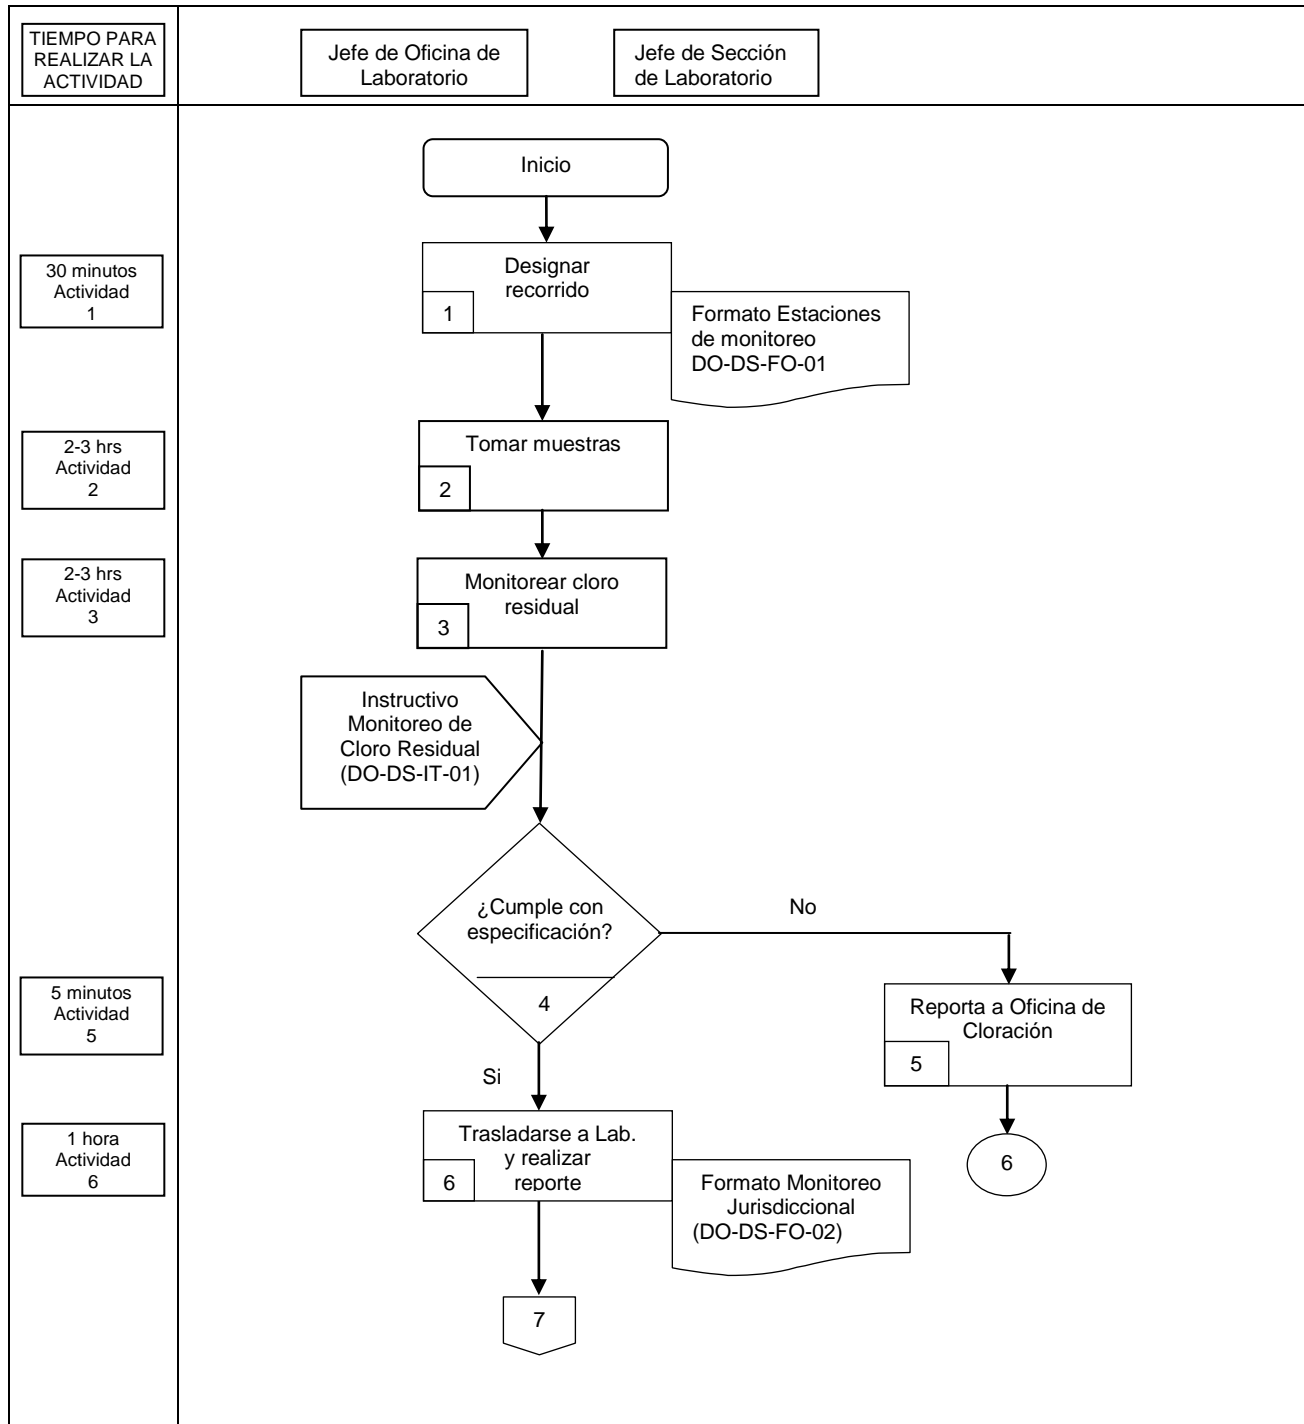 TIEMPO PARA
REALIZAR LA
ACTIVIDAD
Jefe de Oficina de
Laboratorio
Jefe de Sección
de Laboratorio
Inicio
30 minutos
Actividad
1
Designar
recorrido
1
Formato Estaciones
de monitoreo
DO-DS-FO-01
2-3 hrs
Actividad
2
Tomar muestras
2
2-3 hrs
Actividad
3
Monitorear cloro
residual
3
Instructivo
Monitoreo de
Cloro Residual
(DO-DS-IT-01)
¿Cumple con
especificación?
4
No
Si
5 minutos
Actividad
5
Reporta a Oficina de
Cloración
5
6
1 hora
Actividad
6
Trasladarse a Lab.
y realizar
reporte
6
Formato Monitoreo
Jurisdiccional
(DO-DS-FO-02)
7